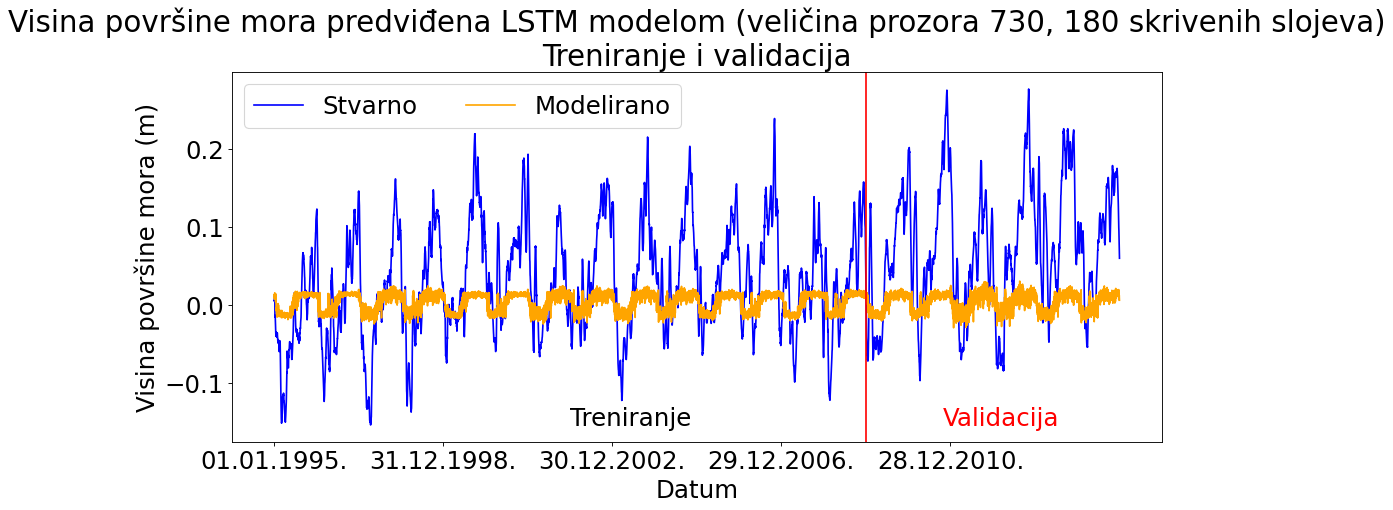 Visina površine mora predviđena LSTM modelom (veličina prozora 730, 180 skrivenih slojeva)
Treniranje i validacija
Stvarno Modelirano
Visina površine mora (m)
0.2
0.1
0.0
−0.1
Treniranje Validacija
01.01.1995. 31.12.1998. 30.12.2002. 29.12.2006. 28.12.2010.
Datum